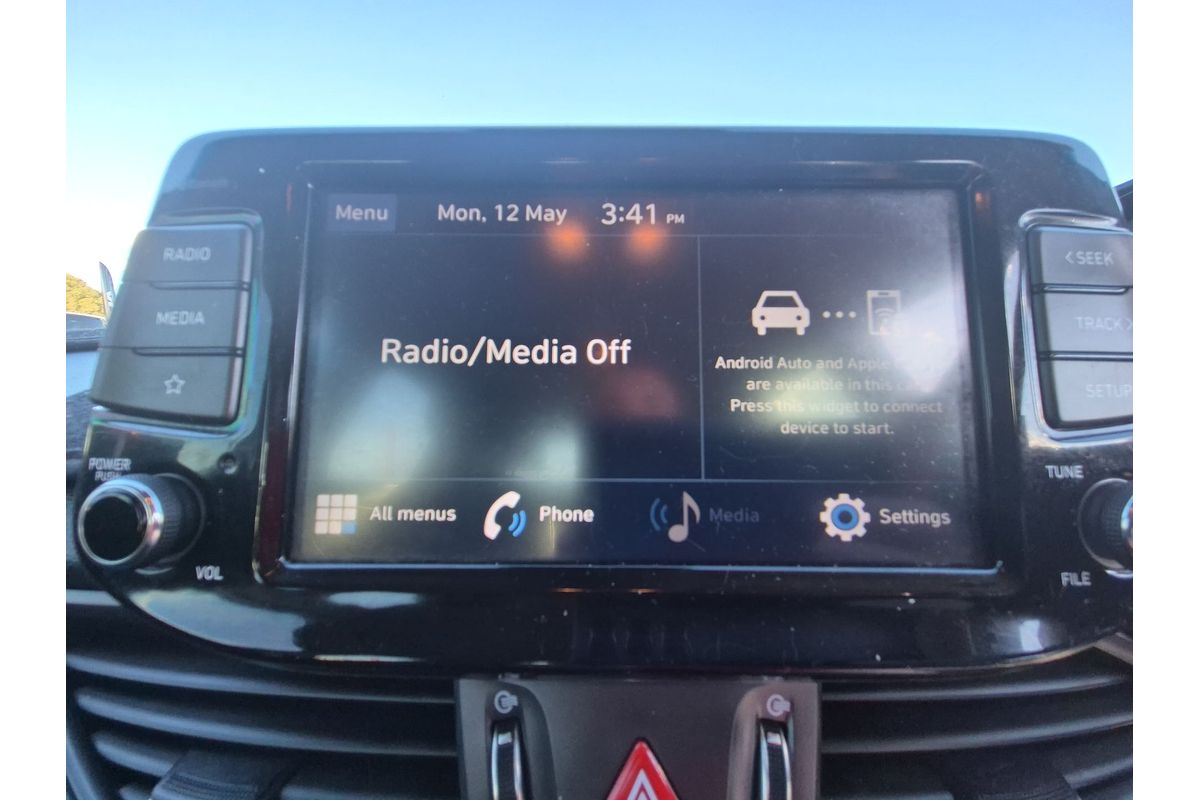 Menu
Mon, 12 May
3:41 PM
RADIO
MEDIA
< SEEK
TRACK >
SETUP
Radio/Media Off
Android Auto and Apple
are available in this
Press this widget to connect
device to start.
POWER
TUNE
All menus
Phone
Media
Settings
VOL
FILE